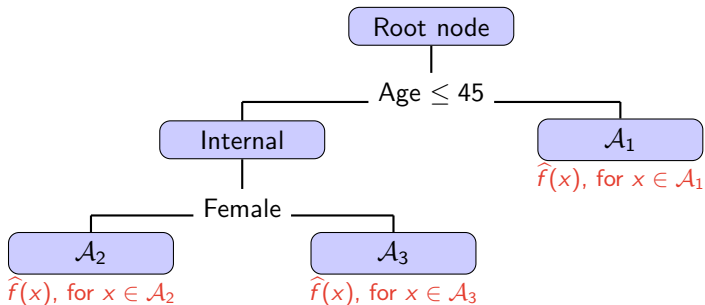 Root node
Age ≤ 45
Internal
𝒜₁
f̂(x), for x ∈ 𝒜₁
Female
𝒜₂
𝒜₃
f̂(x), for x ∈ 𝒜₂
f̂(x), for x ∈ 𝒜₃